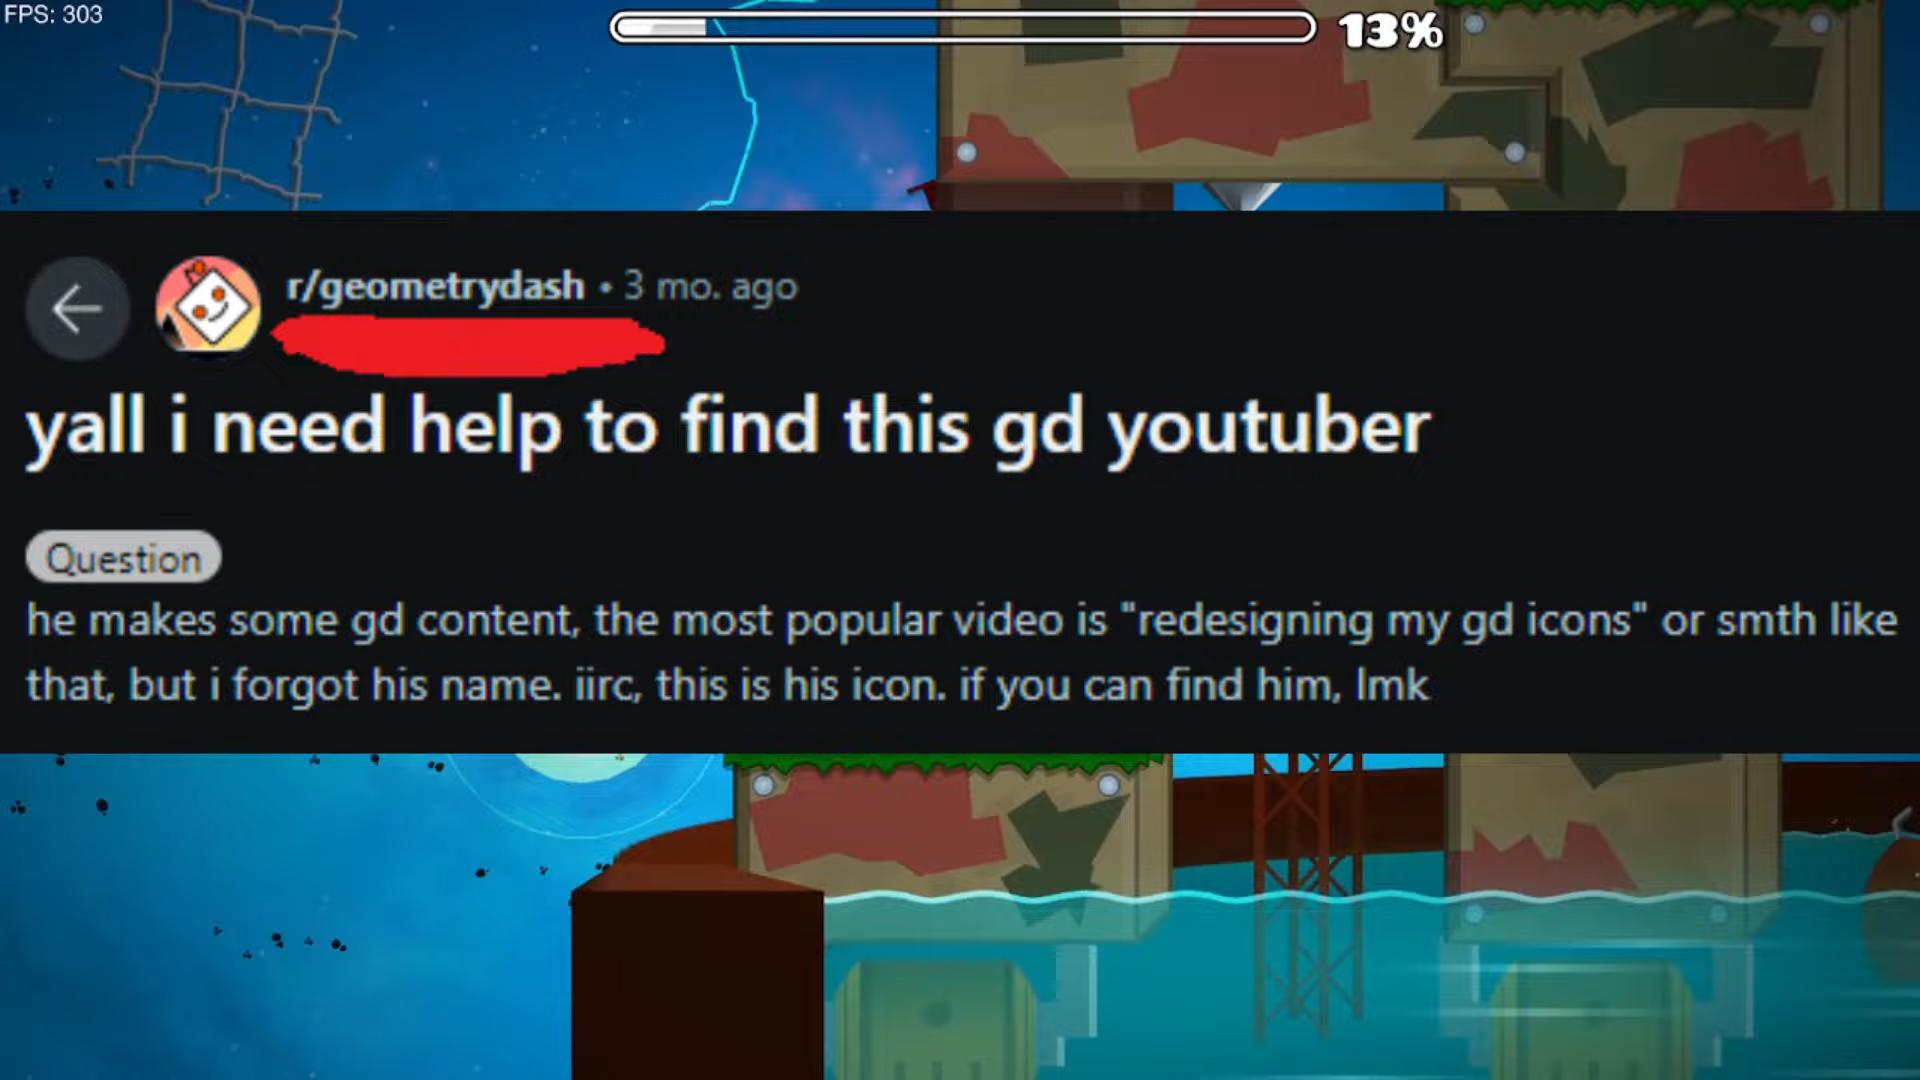 FPS: 303
13%
r/geometrydash • 3 mo. ago
yall i need help to find this gd youtuber
Question
he makes some gd content, the most popular video is "redesigning my gd icons" or smth like
that, but i forgot his name. iirc, this is his icon. if you can find him, lmk